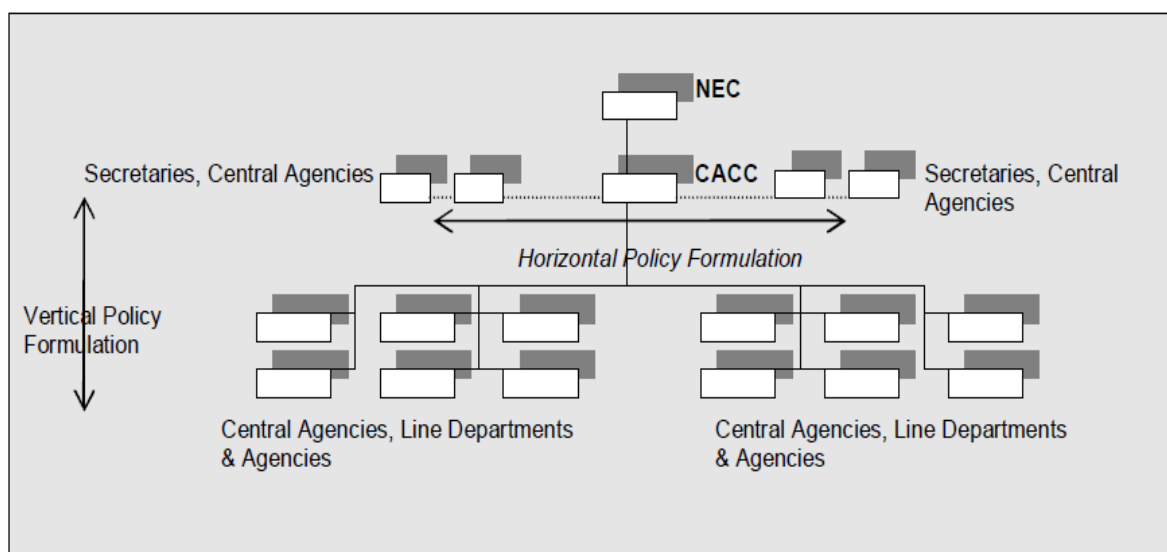 NEC
Secretaries, Central Agencies
CACC
Secretaries, Central
Agencies
Horizontal Policy Formulation
Vertical Policy
Formulation
Central Agencies, Line Departments
& Agencies
Central Agencies, Line Departments
& Agencies